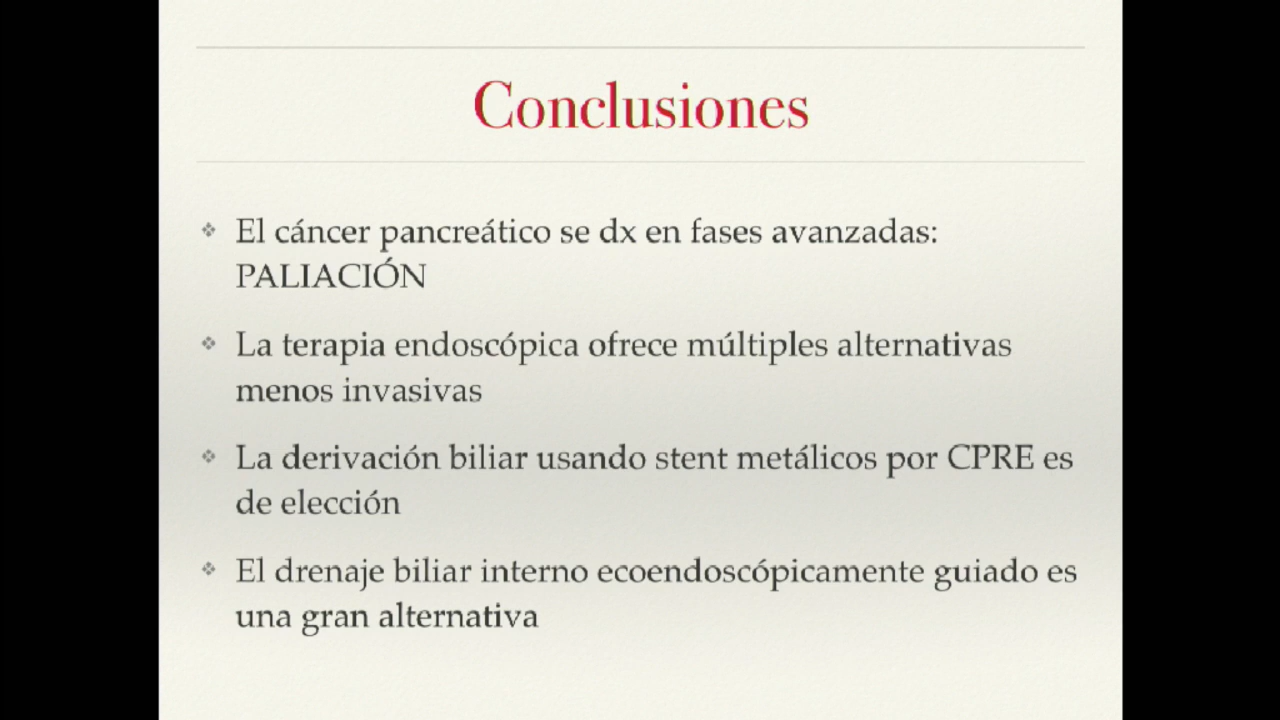 Conclusiones
El cáncer pancreático se dx en fases avanzadas:
PALIACIÓN
La terapia endoscópica ofrece múltiples alternativas
menos invasivas
La derivación biliar usando stent metálicos por CPRE es
de elección
El drenaje biliar interno ecoendoscópicamente guiado es
una gran alternativa